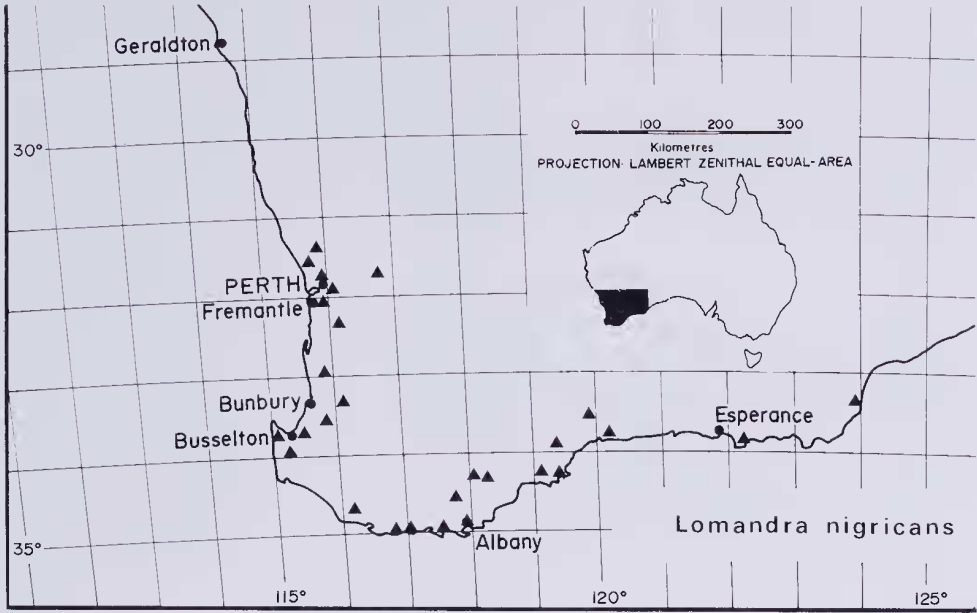 Geraldton
0 100 200 300
Kilometres
PROJECTION: LAMBERT ZENITHAL EQUAL-AREA
30°
PERTH
Fremantle
Bunbury
Busselton
Esperance
Lomandra nigricans
Albany
35°
115° 120° 125°